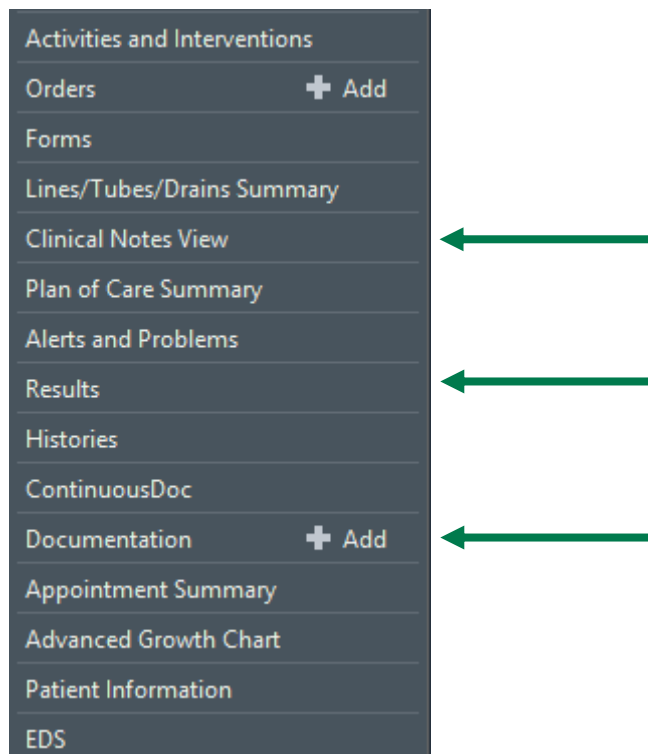 Activities and Interventions
Orders + Add
Forms
Lines/Tubes/Drains Summary
Clinical Notes View
Plan of Care Summary
Alerts and Problems
Results
Histories
ContinuousDoc
Documentation + Add
Appointment Summary
Advanced Growth Chart
Patient Information
EDS